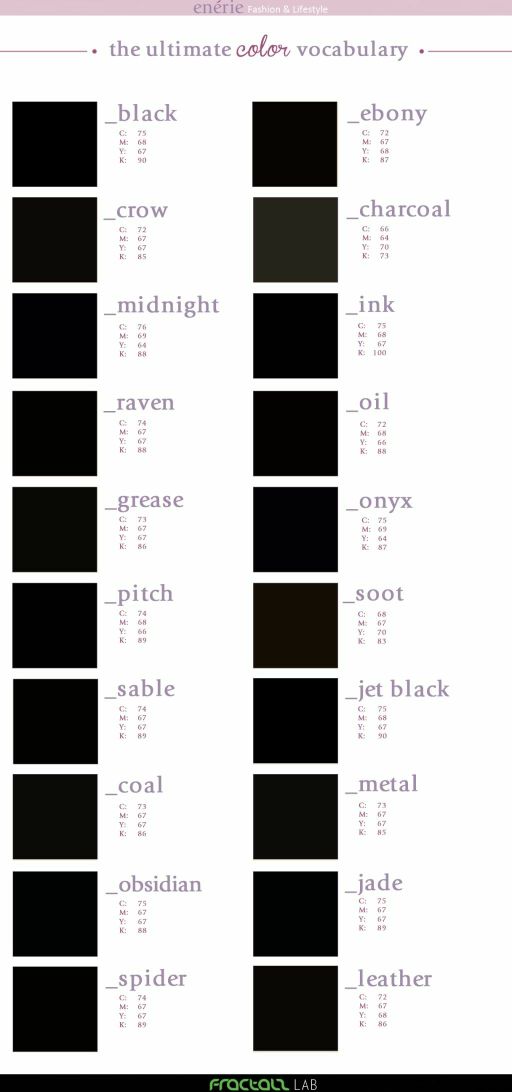 enérie Fashion & Lifestyle
the ultimate color vocabulary
_black
C: 75
M: 68
Y: 67
K: 90
_ebony
C: 72
M: 67
Y: 68
K: 87
_crow
C: 72
M: 67
Y: 67
K: 85
_charcoal
C: 66
M: 64
Y: 70
K: 73
_midnight
C: 76
M: 69
Y: 64
K: 88
_ink
C: 75
M: 68
Y: 67
K: 100
_raven
C: 74
M: 67
Y: 67
K: 88
_oil
C: 72
M: 68
Y: 66
K: 88
_grease
C: 73
M: 67
Y: 67
K: 86
_onyx
C: 75
M: 69
Y: 64
K: 87
_pitch
C: 74
M: 68
Y: 66
K: 89
_soot
C: 68
M: 67
Y: 70
K: 83
_sable
C: 74
M: 67
Y: 67
K: 89
_jet black
C: 75
M: 68
Y: 67
K: 90
_coal
C: 73
M: 67
Y: 67
K: 86
_metal
C: 73
M: 67
Y: 67
K: 85
_obsidian
C: 75
M: 67
Y: 67
K: 88
_jade
C: 75
M: 67
Y: 67
K: 89
_spider
C: 74
M: 67
Y: 67
K: 89
_leather
C: 72
M: 67
Y: 68
K: 86
fractall LAB